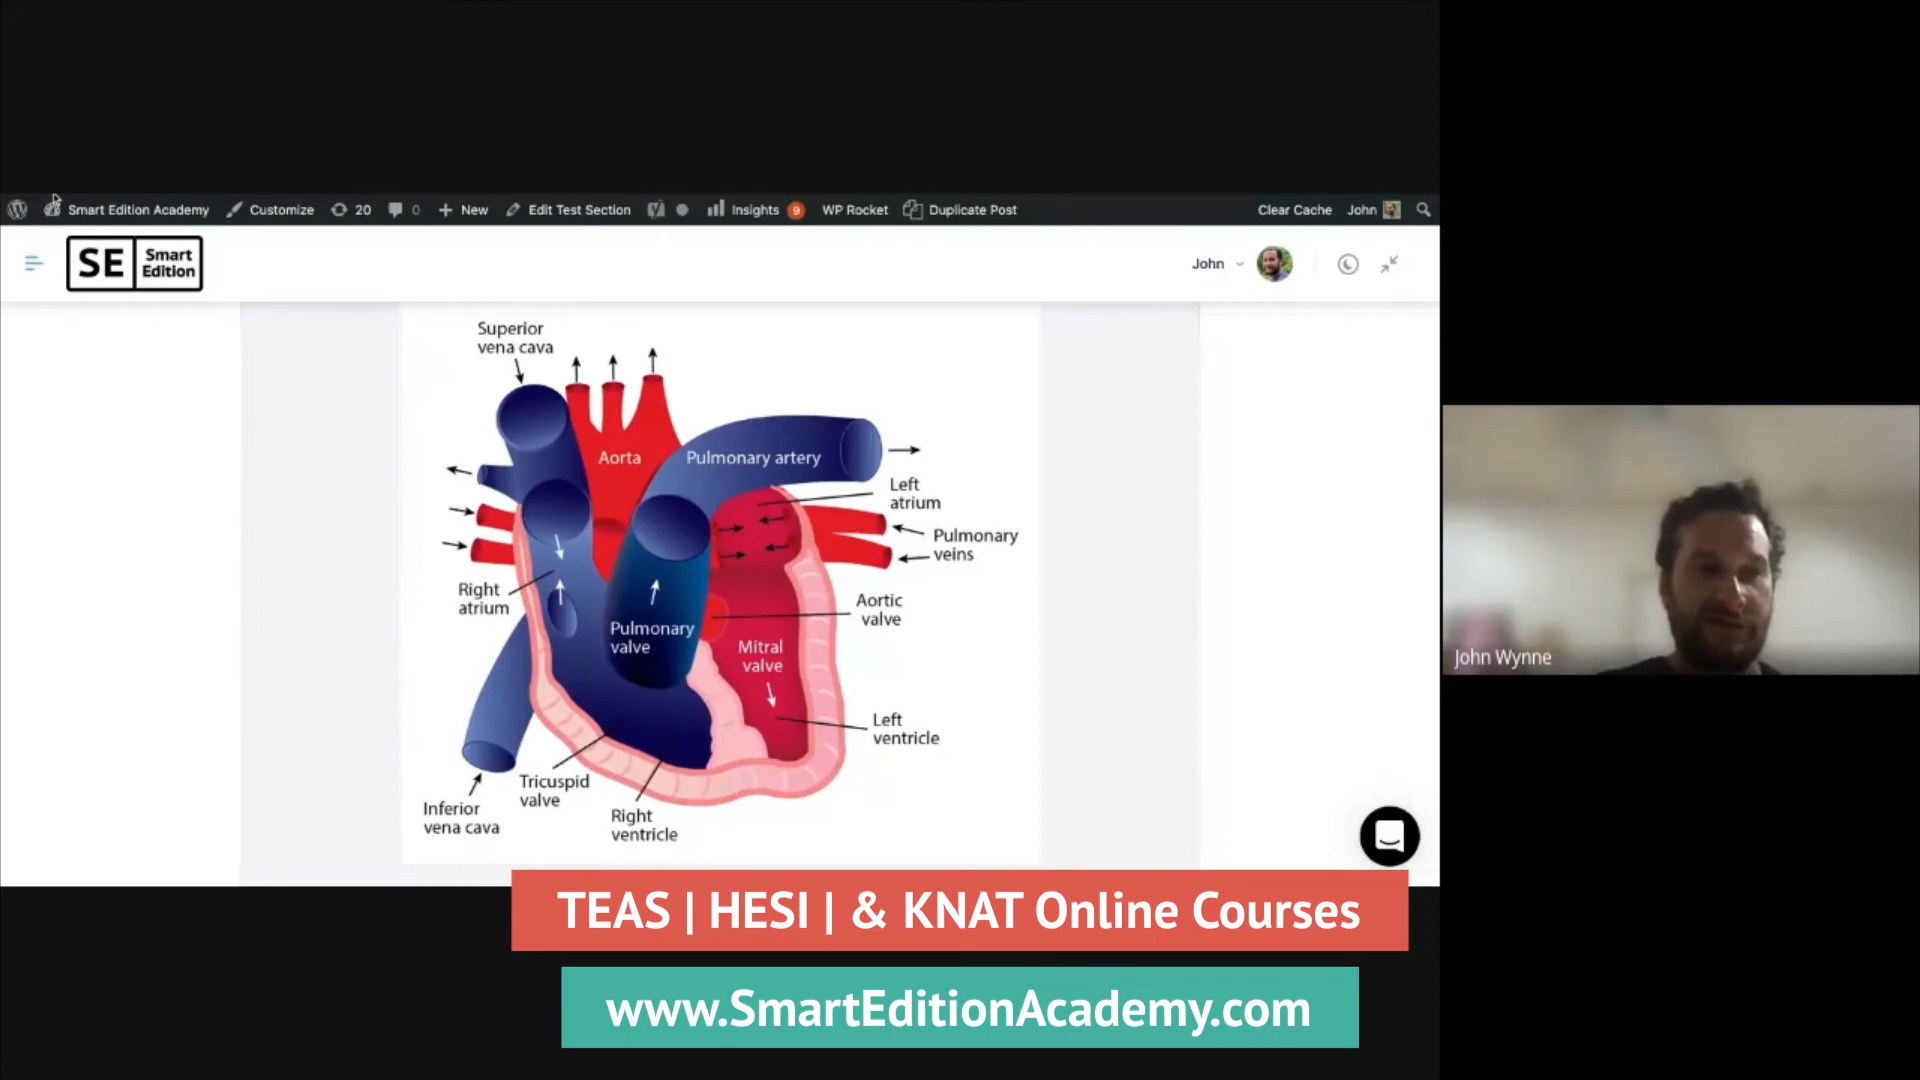 Smart Edition Academy Customize 20 0 New Edit Test Section Insights 9 WP Rocket Duplicate Post Clear Cache John
SE Smart
Edition
John
Superior
vena cava
Aorta
Pulmonary artery
Left
atrium
Pulmonary
veins
Right
atrium
Aortic
valve
Pulmonary
valve
Mitral
valve
Left
ventricle
Tricuspid
valve
Inferior
vena cava
Right
ventricle
John Wynne
TEAS | HESI | & KNAT Online Courses
www.SmartEditionAcademy.com